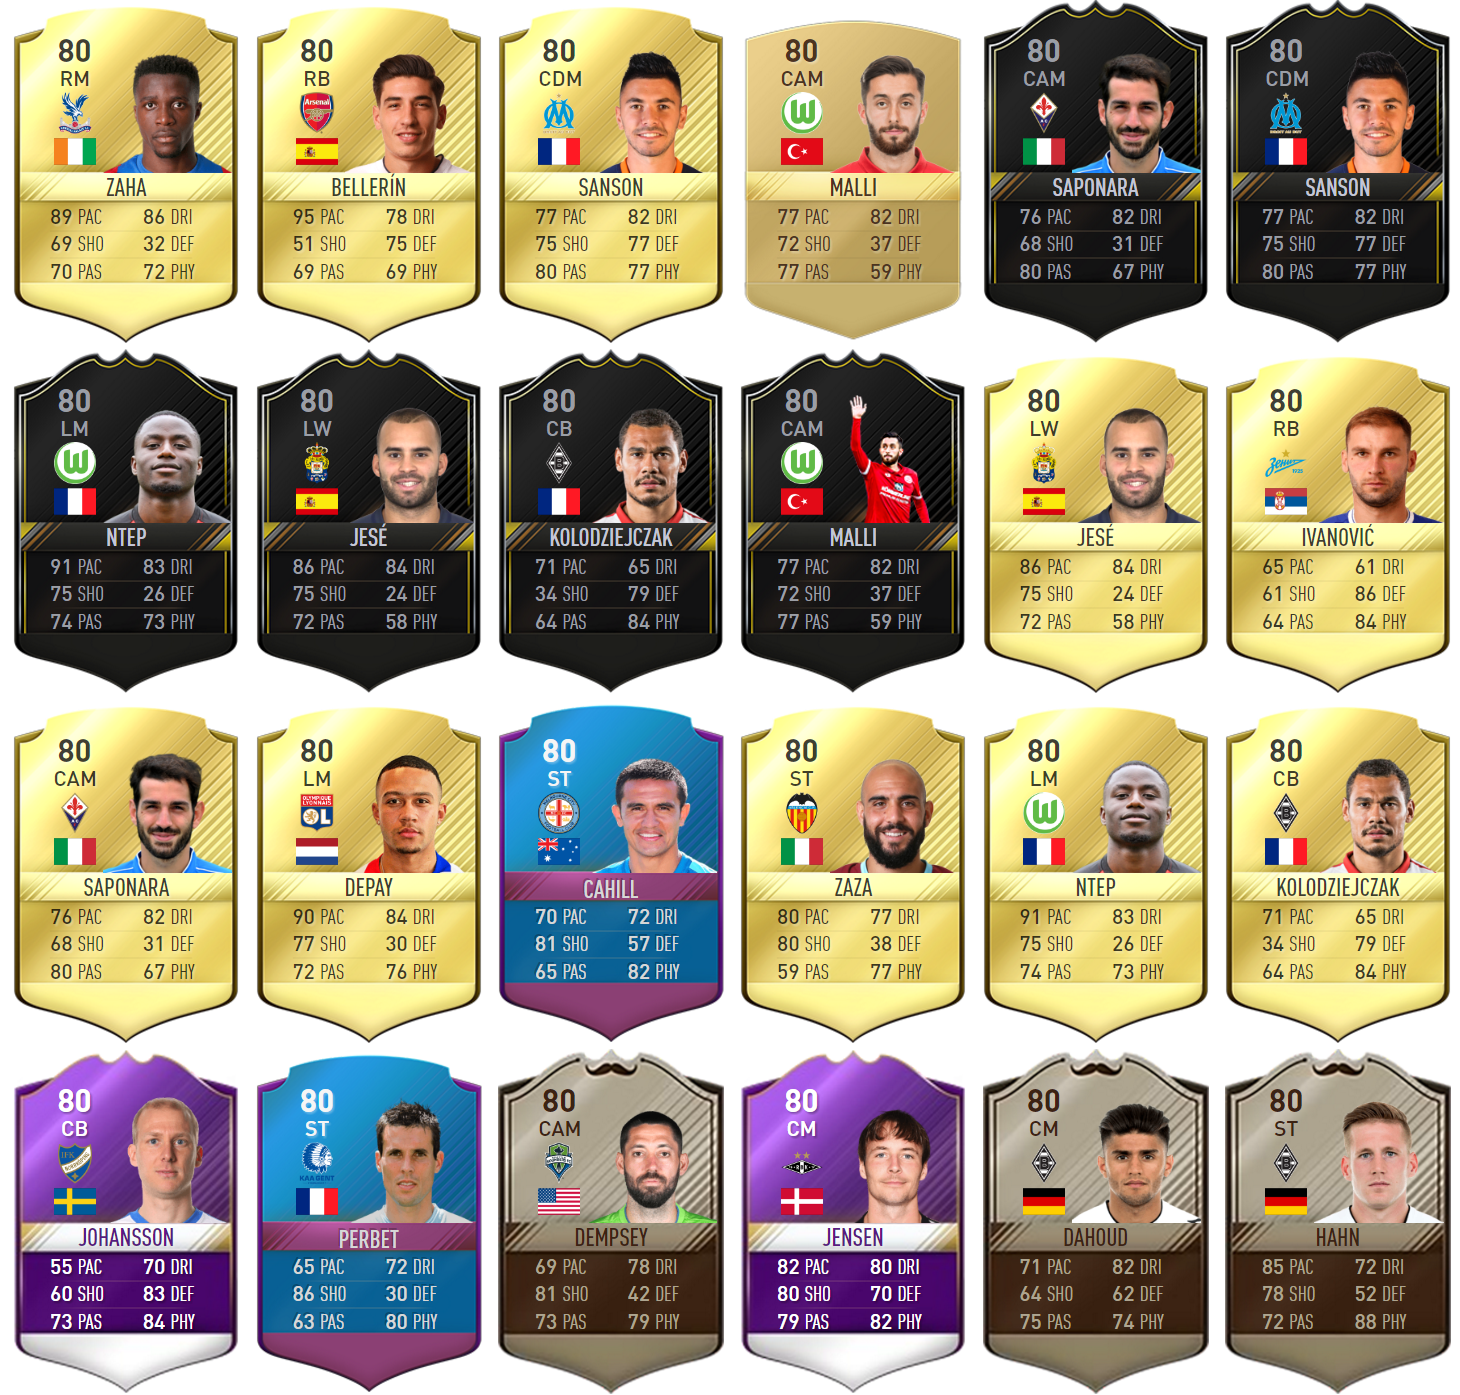 80 80 80 80 80 80
RM RB CDM CAM CAM CDM
Arsenal
ZAHA BELLERÍN SANSON MALLI SAPONARA SANSON
89 PAC 86 DRI 95 PAC 78 DRI 77 PAC 82 DRI 77 PAC 82 DRI 76 PAC 82 DRI 77 PAC 82 DRI
69 SHO 32 DEF 51 SHO 75 DEF 75 SHO 77 DEF 72 SHO 37 DEF 68 SHO 31 DEF 75 SHO 77 DEF
70 PAS 72 PHY 69 PAS 69 PHY 80 PAS 77 PHY 77 PAS 59 PHY 80 PAS 67 PHY 80 PAS 77 PHY
80 80 80 80 80 80
LM LW CB CAM LW RB
NTEP JESÉ KOLODZIEJCZAK MALLI JESÉ IVANOVIĆ
91 PAC 83 DRI 86 PAC 84 DRI 71 PAC 65 DRI 77 PAC 82 DRI 86 PAC 84 DRI 65 PAC 61 DRI
75 SHO 26 DEF 75 SHO 24 DEF 34 SHO 79 DEF 72 SHO 37 DEF 75 SHO 24 DEF 61 SHO 86 DEF
74 PAS 73 PHY 72 PAS 58 PHY 64 PAS 84 PHY 77 PAS 59 PHY 72 PAS 58 PHY 64 PAS 84 PHY
80 80 80 80 80 80
CAM LM ST ST LM CB
OLYMPIQUE LYONNAIS
OL
SAPONARA DEPAY CAHILL ZAZA NTEP KOLODZIEJCZAK
76 PAC 82 DRI 90 PAC 84 DRI 70 PAC 72 DRI 80 PAC 77 DRI 91 PAC 83 DRI 71 PAC 65 DRI
68 SHO 31 DEF 77 SHO 30 DEF 81 SHO 57 DEF 80 SHO 38 DEF 75 SHO 26 DEF 34 SHO 79 DEF
80 PAS 67 PHY 72 PAS 76 PHY 65 PAS 82 PHY 59 PAS 77 PHY 74 PAS 73 PHY 64 PAS 84 PHY
80 80 80 80 80 80
CB ST CAM CM CM ST
IFK
KAA GENT
JOHANSSON PERBET DEMPSEY JENSEN DAHOUD HAHN
55 PAC 70 DRI 65 PAC 72 DRI 69 PAC 78 DRI 82 PAC 80 DRI 71 PAC 82 DRI 85 PAC 72 DRI
60 SHO 83 DEF 86 SHO 30 DEF 81 SHO 42 DEF 80 SHO 70 DEF 64 SHO 62 DEF 78 SHO 52 DEF
73 PAS 84 PHY 63 PAS 80 PHY 73 PAS 79 PHY 79 PAS 82 PHY 75 PAS 74 PHY 72 PAS 88 PHY